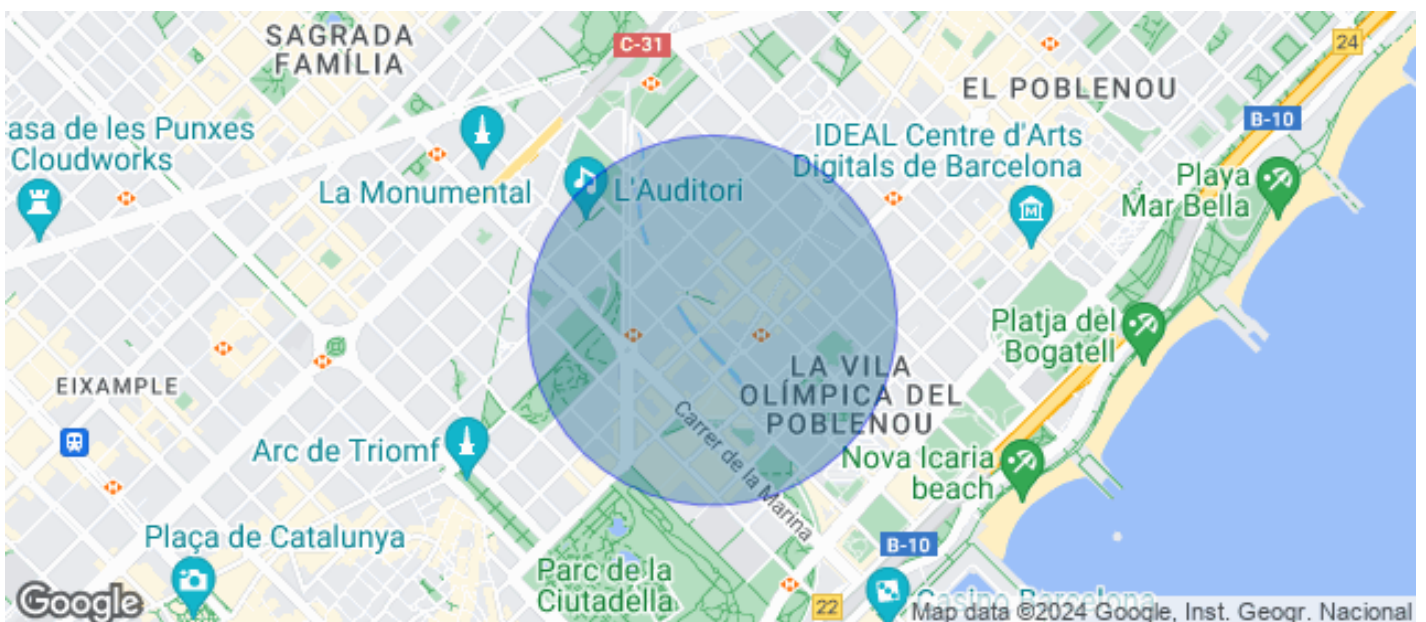 SAGRADA
FAMÍLIA
C-31
24
EL POBLENOU
asa de les Punxes
Cloudworks
La Monumental
L'Auditori
IDEAL Centre d'Arts
Digitals de Barcelona
B-10
Playa
Mar Bella
Platja del
Bogatell
EIXAMPLE
LA VILA
OLÍMPICA DEL
POBLENOU
Carrer de la Marina
Arc de Triomf
Nova Icaria
beach
Plaça de Catalunya
B-10
Parc de la
Ciutadella
22
Casino Barcelona
Google
Map data ©2024 Google, Inst. Geogr. Nacional